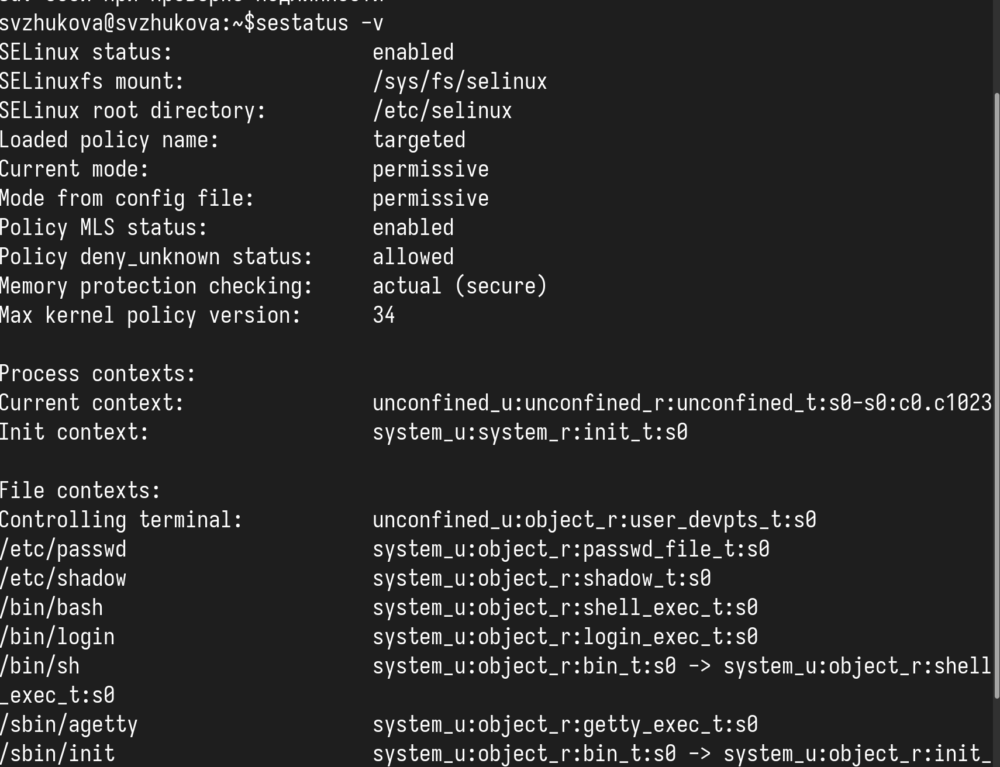 su: сбой при проверке подлинности
svzhukova@svzhukova:~$sestatus -v
SELinux status:                 enabled
SELinuxfs mount:                /sys/fs/selinux
SELinux root directory:         /etc/selinux
Loaded policy name:             targeted
Current mode:                   permissive
Mode from config file:          permissive
Policy MLS status:              enabled
Policy deny_unknown status:     allowed
Memory protection checking:     actual (secure)
Max kernel policy version:      34
Process contexts:
Current context:                unconfined_u:unconfined_r:unconfined_t:s0-s0:c0.c1023
Init context:                   system_u:system_r:init_t:s0
File contexts:
Controlling terminal:           unconfined_u:object_r:user_devpts_t:s0
/etc/passwd                     system_u:object_r:passwd_file_t:s0
/etc/shadow                     system_u:object_r:shadow_t:s0
/bin/bash                       system_u:object_r:shell_exec_t:s0
/bin/login                      system_u:object_r:login_exec_t:s0
/bin/sh                         system_u:object_r:bin_t:s0 -> system_u:object_r:shell
_exec_t:s0
/sbin/agetty                    system_u:object_r:getty_exec_t:s0
/sbin/init                      system_u:object_r:bin_t:s0 -> system_u:object_r:init_